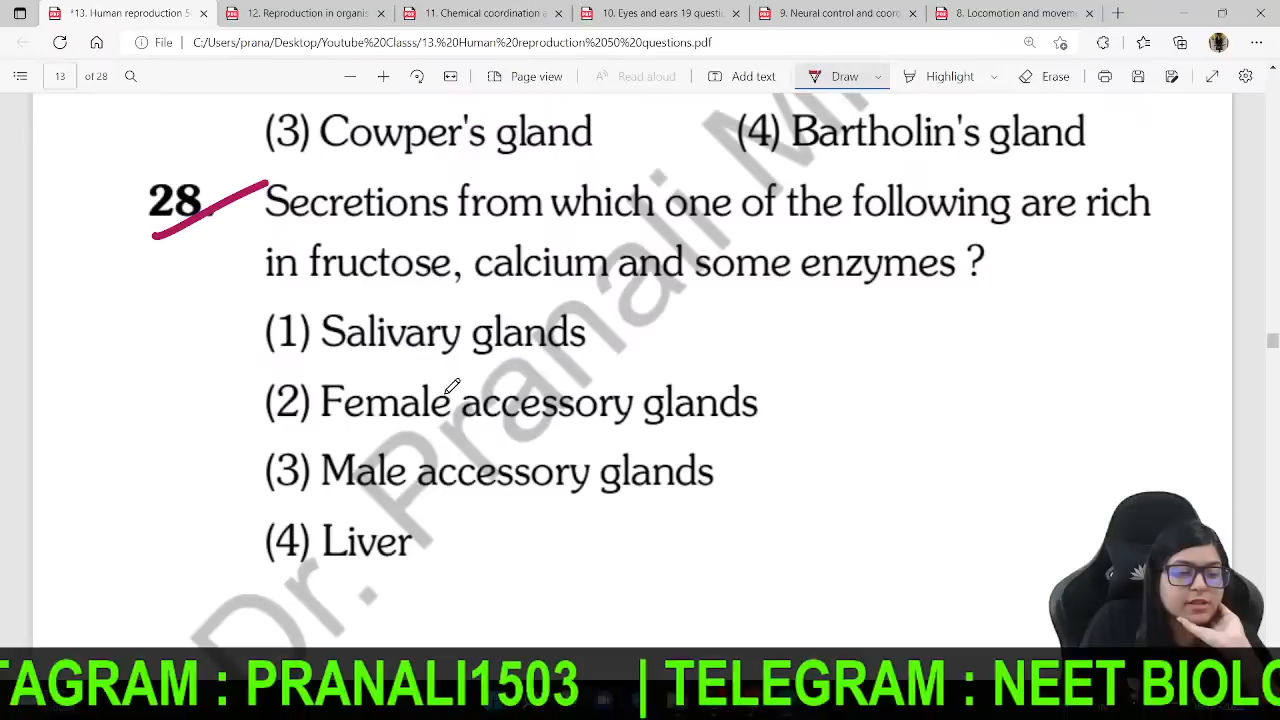 *13. Human reproduction 5
12. Reproduction in organis
11. Chemical coordination a
10. Eyes and ears 19 questi
9. Neural control and coor
8. Locomotion and movem
File C:/Users/prana/Desktop/Youtube%20Classs/13.%20Human%20reproduction%2050%20questions.pdf
13 of 28 Page view Read aloud Add text Draw Highlight Erase
(3) Cowper's gland (4) Bartholin's gland
28. Secretions from which one of the following are rich
in fructose, calcium and some enzymes ?
(1) Salivary glands
(2) Female accessory glands
(3) Male accessory glands
(4) Liver
Dr. Pranali
TAGRAM : PRANALI1503 | TELEGRAM : NEET BIOLO